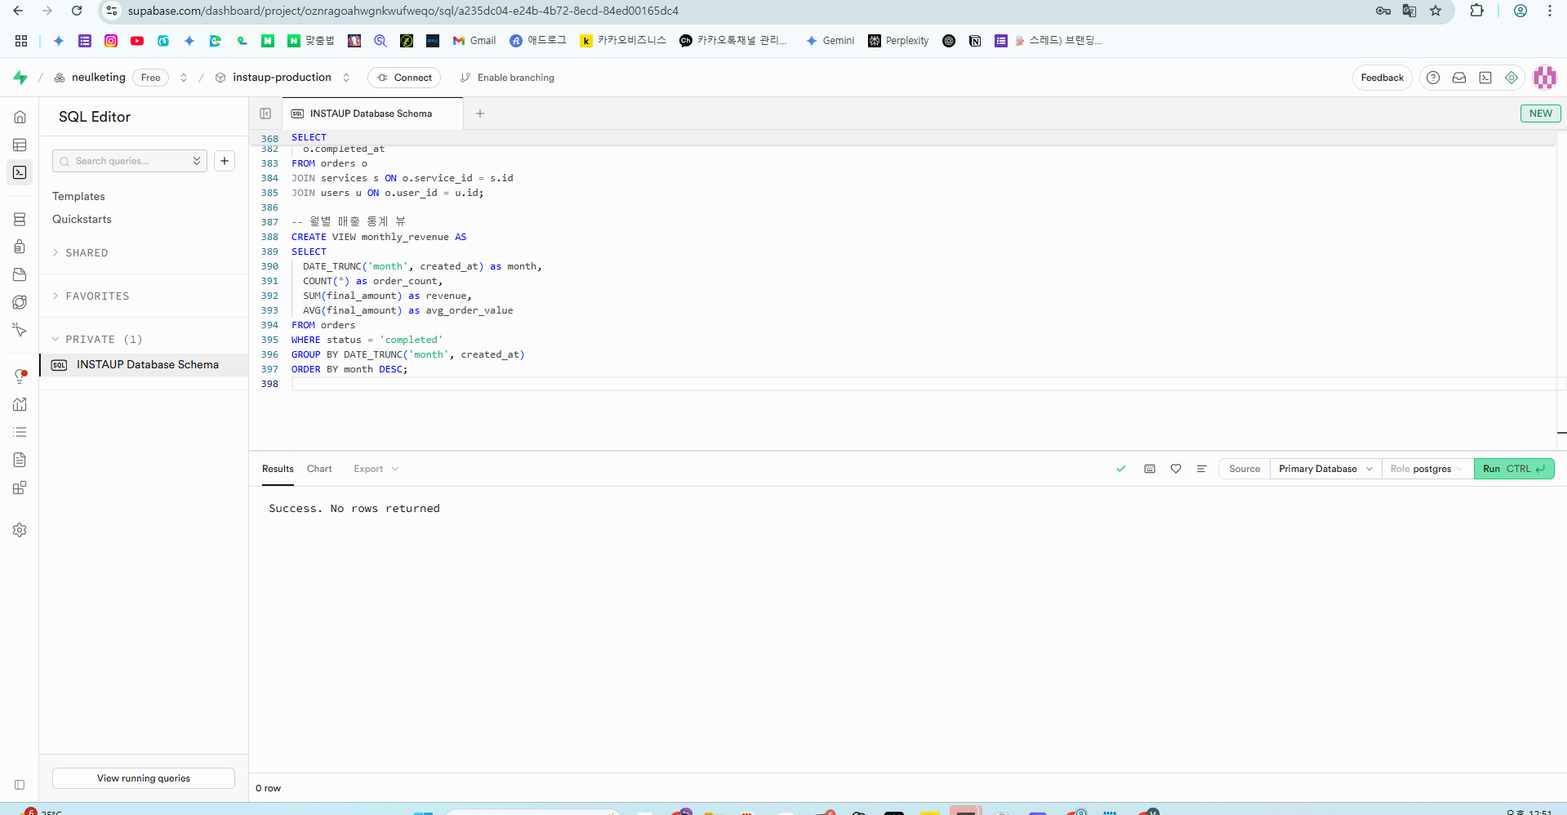 supabase.com/dashboard/project/oznragoahwgnkwufweqo/sql/a235dc04-e24b-4b72-8ecd-84ed00165dc4
맞춤법 Gmail 애드로그 카카오비즈니스 카카오톡채널 관리... Gemini Perplexity 스레드) 브랜딩...
neulketing Free instaup-production Connect Enable branching Feedback
SQL Editor
INSTAUP Database Schema
NEW
Search queries...
Templates
Quickstarts
SHARED
FAVORITES
PRIVATE (1)
INSTAUP Database Schema
View running queries
368 SELECT
382 o.completed_at
383 FROM orders o
384 JOIN services s ON o.service_id = s.id
385 JOIN users u ON o.user_id = u.id;
386
387 -- 월별 매출 통계 뷰
388 CREATE VIEW monthly_revenue AS
389 SELECT
390 DATE_TRUNC('month', created_at) as month,
391 COUNT(*) as order_count,
392 SUM(final_amount) as revenue,
393 AVG(final_amount) as avg_order_value
394 FROM orders
395 WHERE status = 'completed'
396 GROUP BY DATE_TRUNC('month', created_at)
397 ORDER BY month DESC;
398
Results Chart Export Source Primary Database Role postgres Run CTRL
Success. No rows returned
0 row